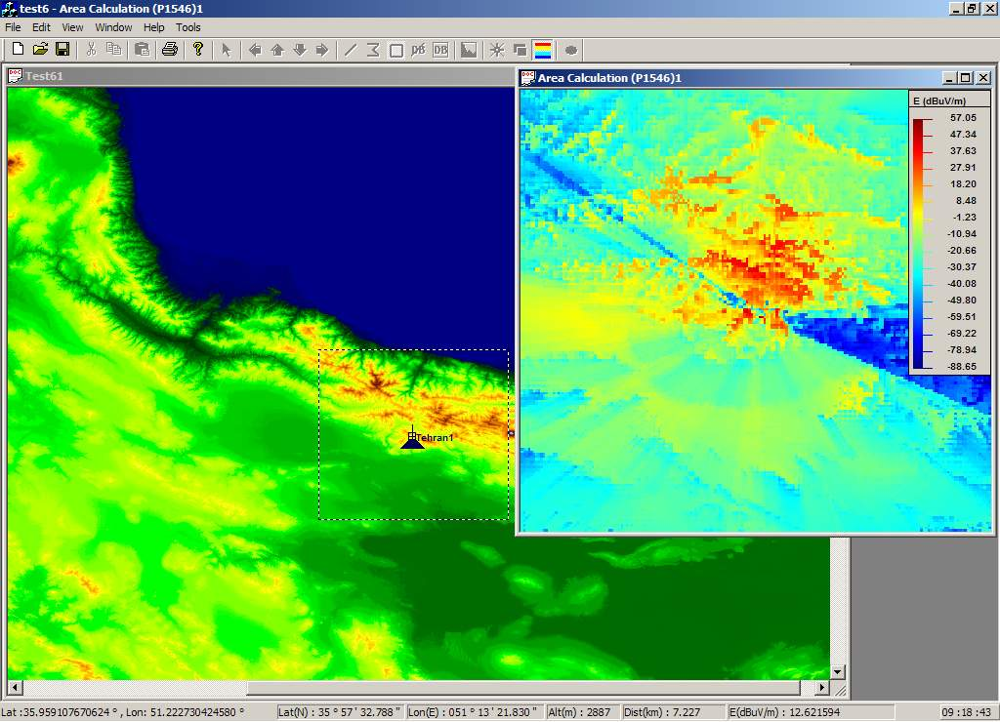 test6 - Area Calculation (P1546)1
File Edit View Window Help Tools
Test61
Tehran1
Area Calculation (P1546)1
E (dBuV/m)
57.05
47.34
37.63
27.91
18.20
8.48
-1.23
-10.94
-20.66
-30.37
-40.08
-49.80
-59.51
-69.22
-78.94
-88.65
Lat :35.959107670624 ° , Lon: 51.222730424580 ° Lat(N) : 35 ° 57 ' 32.788 " Lon(E) : 051 ° 13 ' 21.830 " Alt(m) : 2887 Dist(km) : 7.227 E(dBuV/m) : 12.621594 09:18:43